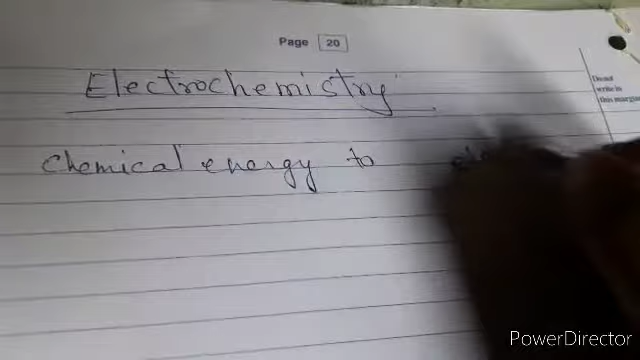 Page 20
Electrochemistry
Do not
write in
this margin
Chemical energy to
PowerDirector